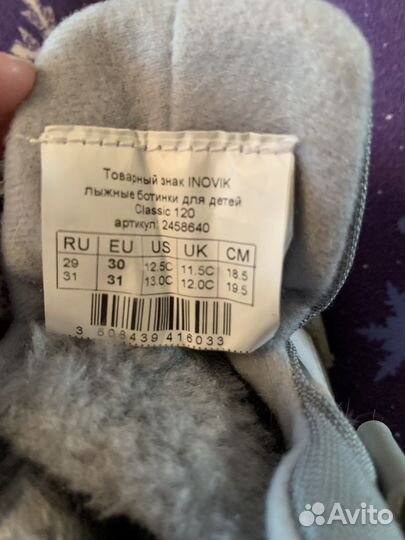 Товарный знак INOVIK
лыжные ботинки для детей
Classic 120
артикул: 2458640
RU EU US UK CM
29 30 12.5C 11.5C 18.5
31 31 13.0C 12.0C 19.5
3 608439 416033
Avito